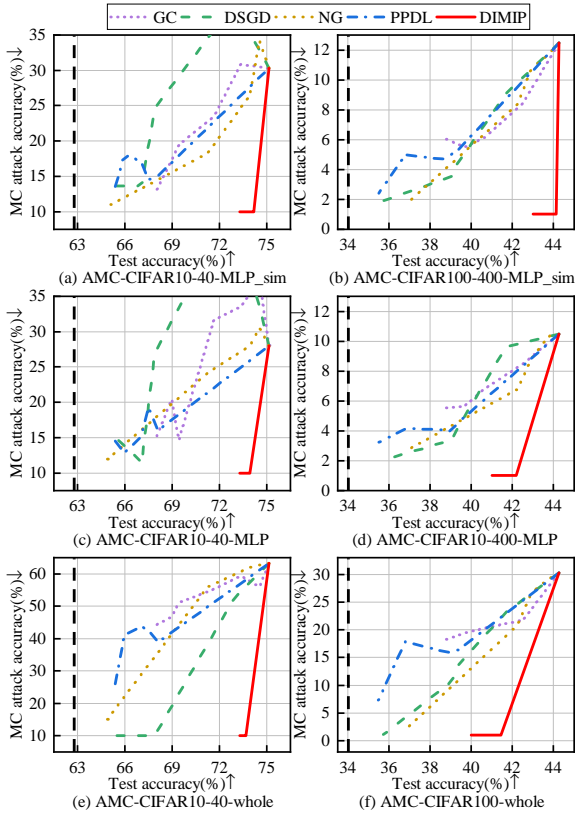 GC DSGD NG PPDL DIMIP
MC attack accuracy(%)↓
35
30
25
20
15
10
63 66 69 72 75
Test accuracy(%)↑
(a) AMC-CIFAR10-40-MLP_sim
MC attack accuracy(%)↓
12
10
8
6
4
2
0
34 36 38 40 42 44
Test accuracy(%)↑
(b) AMC-CIFAR100-400-MLP_sim
MC attack accuracy(%)↓
35
30
25
20
15
10
63 66 69 72 75
Test accuracy(%)↑
(c) AMC-CIFAR10-40-MLP
MC attack accuracy(%)↓
12
10
8
6
4
2
0
34 36 38 40 42 44
Test accuracy(%)↑
(d) AMC-CIFAR10-400-MLP
MC attack accuracy(%)↓
60
50
40
30
20
10
63 66 69 72 75
Test accuracy(%)↑
(e) AMC-CIFAR10-40-whole
MC attack accuracy(%)↓
30
25
20
15
10
5
0
34 36 38 40 42 44
Test accuracy(%)↑
(f) AMC-CIFAR100-whole